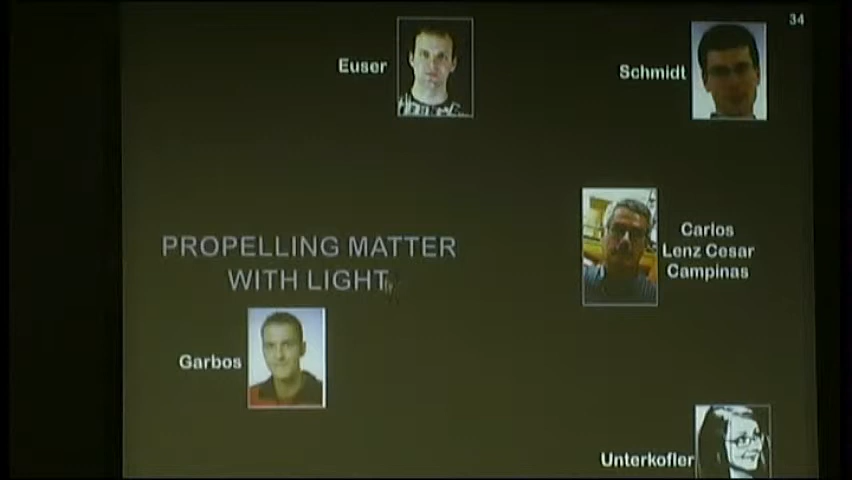 34
Euser
Schmidt
Carlos
Lenz Cesar
Campinas
PROPELLING MATTER
WITH LIGHT
Garbos
Unterkofler